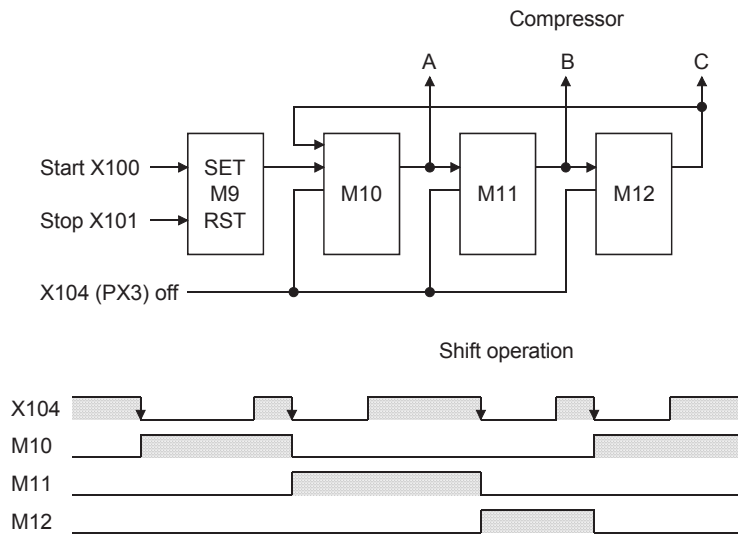 Compressor
A B C
Start X100 SET M10 M11 M12
M9
Stop X101 RST
X104 (PX3) off
Shift operation
X104
M10
M11
M12